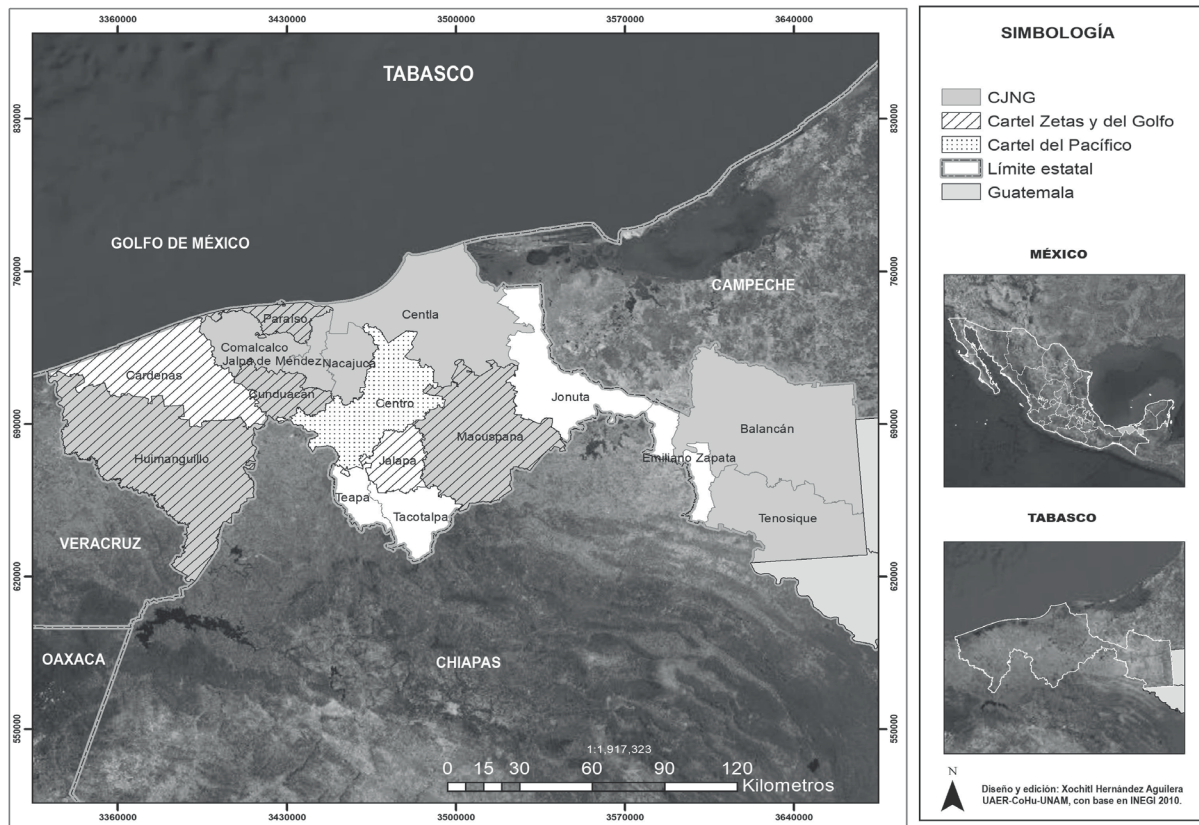 3360000 3430000 3500000 3570000 3640000
TABASCO
830000 830000
GOLFO DE MÉXICO
760000 760000
CAMPECHE
Paraíso
Centla
Comalcalco
Jalpa de Méndez
Nacajuca
Cárdenas
Cunduacán
Centro
Jonuta
690000 690000
Balancán
Macuspana
Huimanguillo
Jalapa
Emiliano Zapata
Teapa
Tacotalpa
Tenosique
VERACRUZ
620000 620000
OAXACA
CHIAPAS
550000 550000
1:1,917,323
0 15 30 60 90 120
Kilometros
3360000 3430000 3500000 3570000 3640000
SIMBOLOGÍA
CJNG
Cartel Zetas y del Golfo
Cartel del Pacífico
Límite estatal
Guatemala
MÉXICO
TABASCO
N
Diseño y edición: Xochitl Hernández Aguilera
UAER-CoHu-UNAM, con base en INEGI 2010.